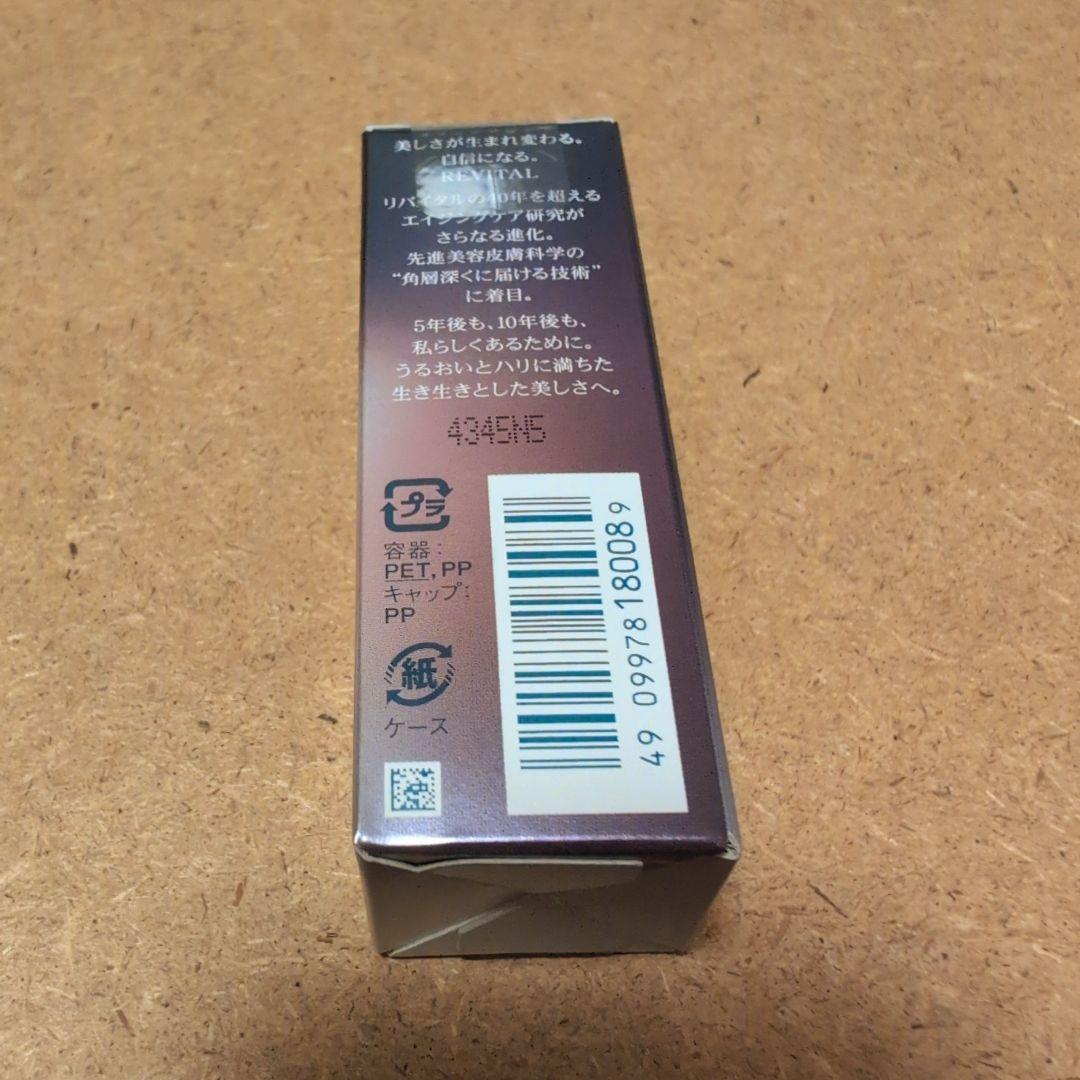 美しさが生まれ変わる。
自信になる。
REVITAL
リバイタルの40年を超える
エイジングケア研究が
さらなる進化。
先進美容皮膚科学の
“角層深くに届ける技術”
に着目。
5年後も、10年後も、
私らしくあるために。
うるおいとハリに満ちた
生き生きとした美しさへ。
4345N5
プラ
容器：
PET, PP
キャップ：
PP
紙
ケース
49 09978 18008 9